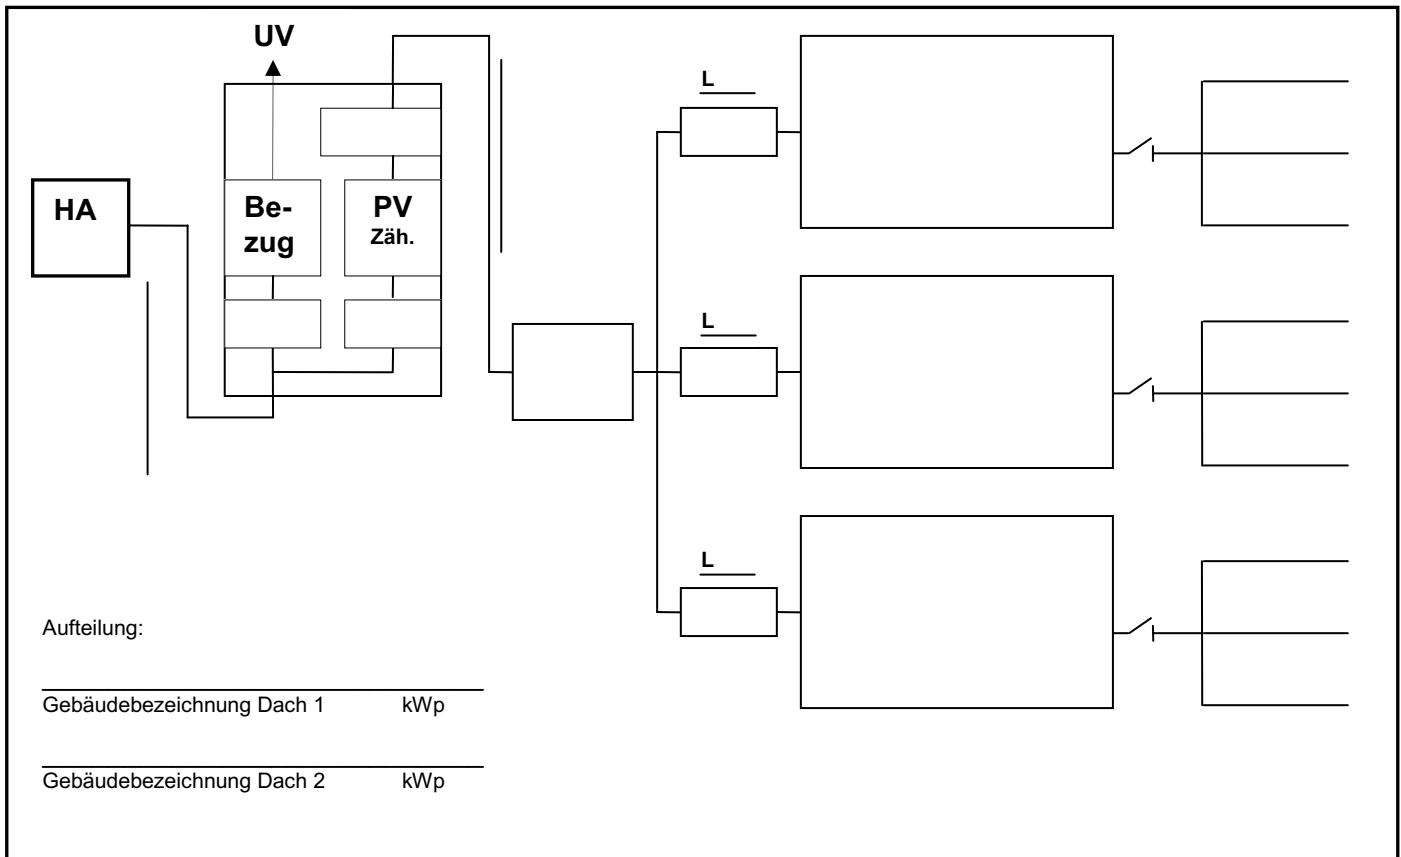 UV
HA
Be-
zug
PV
Zäh.
L
L
L
Aufteilung:
Gebäudebezeichnung Dach 1 kWp
Gebäudebezeichnung Dach 2 kWp